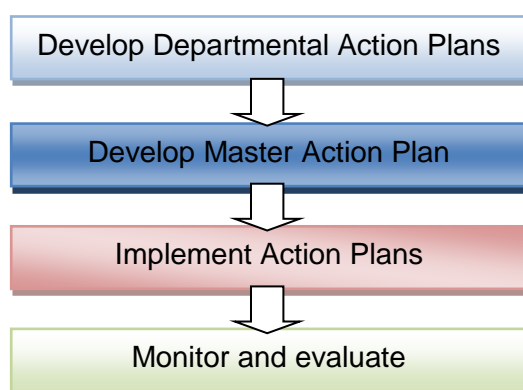 Develop Departmental Action Plans
Develop Master Action Plan
Implement Action Plans
Monitor and evaluate